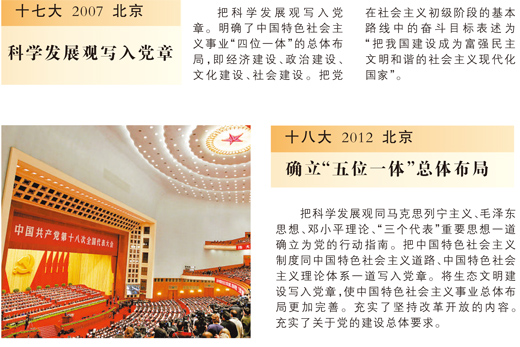 十七大 2007 北京
科学发展观写入党章
把科学发展观写入党
章。明确了中国特色社会主
义事业“四位一体”的总体布
局,即经济建设、政治建设、
文化建设、社会建设。把党
在社会主义初级阶段的基本
路线中的奋斗目标表述为
“把我国建设成为富强民主
文明和谐的社会主义现代化
国家”。
中国共产党第十八次全国代表大会
十八大 2012 北京
确立“五位一体”总体布局
把科学发展观同马克思列宁主义、毛泽东
思想、邓小平理论、“三个代表”重要思想一道
确立为党的行动指南。把中国特色社会主义
制度同中国特色社会主义道路、中国特色社会
主义理论体系一道写入党章。将生态文明建
设写入党章,使中国特色社会主义事业总体布
局更加完善。充实了坚持改革开放的内容。
充实了关于党的建设总体要求。